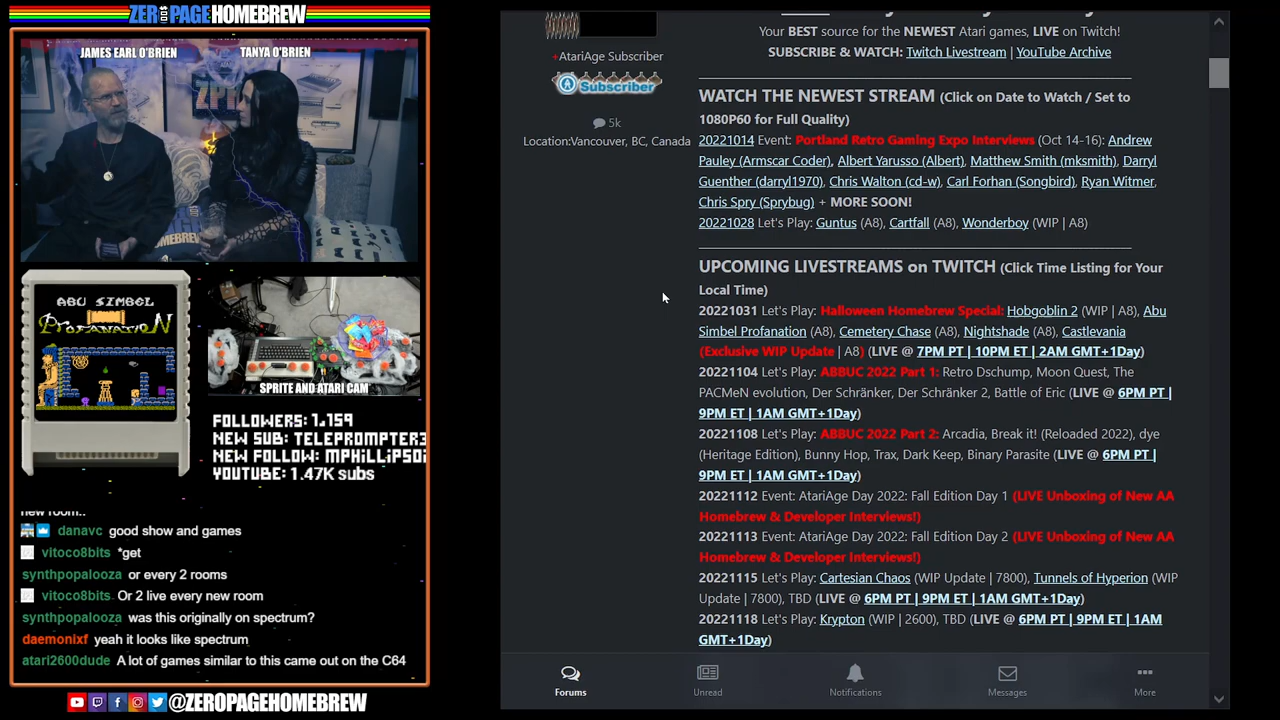 ZERO PAGE HOMEBREW
JAMES EARL O'BRIEN
TANYA O'BRIEN
ZPH
HOMEBREW
ABU SIMBEL
PROFANATION
SPRITE AND ATARI CAM
FOLLOWERS: 1,159
NEW SUB: TELEPROMPTER3
NEW FOLLOW: MPHILLIPSO
YOUTUBE: 1.47K subs
new room..
danavc good show and games
vitoco8bits *get
synthpopalooza or every 2 rooms
vitoco8bits Or 2 live every new room
synthpopalooza was this originally on spectrum?
daemonixf yeah it looks like spectrum
atari2600dude A lot of games similar to this came out on the C64
@ZEROPAGEHOMEBREW
+AtariAge Subscriber
Subscriber
5k
Location:Vancouver, BC, Canada
Your BEST source for the NEWEST Atari games, LIVE on Twitch!
SUBSCRIBE & WATCH: Twitch Livestream | YouTube Archive
WATCH THE NEWEST STREAM (Click on Date to Watch / Set to
1080P60 for Full Quality)
20221014 Event: Portland Retro Gaming Expo Interviews (Oct 14-16): Andrew
Pauley (Armscar Coder), Albert Yarusso (Albert), Matthew Smith (mksmith), Darryl
Guenther (darryl1970), Chris Walton (cd-w), Carl Forhan (Songbird), Ryan Witmer,
Chris Spry (Sprybug) + MORE SOON!
20221028 Let's Play: Guntus (A8), Cartfall (A8), Wonderboy (WIP | A8)
UPCOMING LIVESTREAMS on TWITCH (Click Time Listing for Your
Local Time)
20221031 Let's Play: Halloween Homebrew Special: Hobgoblin 2 (WIP | A8), Abu
Simbel Profanation (A8), Cemetery Chase (A8), Nightshade (A8), Castlevania
(Exclusive WIP Update | A8) (LIVE @ 7PM PT | 10PM ET | 2AM GMT+1Day)
20221104 Let's Play: ABBUC 2022 Part 1: Retro Dschump, Moon Quest, The
PACMeN evolution, Der Schränker, Der Schränker 2, Battle of Eric (LIVE @ 6PM PT |
9PM ET | 1AM GMT+1Day)
20221108 Let's Play: ABBUC 2022 Part 2: Arcadia, Break it! (Reloaded 2022), dye
(Heritage Edition), Bunny Hop, Trax, Dark Keep, Binary Parasite (LIVE @ 6PM PT |
9PM ET | 1AM GMT+1Day)
20221112 Event: AtariAge Day 2022: Fall Edition Day 1 (LIVE Unboxing of New AA
Homebrew & Developer Interviews!)
20221113 Event: AtariAge Day 2022: Fall Edition Day 2 (LIVE Unboxing of New AA
Homebrew & Developer Interviews!)
20221115 Let's Play: Cartesian Chaos (WIP Update | 7800), Tunnels of Hyperion (WIP
Update | 7800), TBD (LIVE @ 6PM PT | 9PM ET | 1AM GMT+1Day)
20221118 Let's Play: Krypton (WIP | 2600), TBD (LIVE @ 6PM PT | 9PM ET | 1AM
GMT+1Day)
Forums
Unread
Notifications
Messages
More